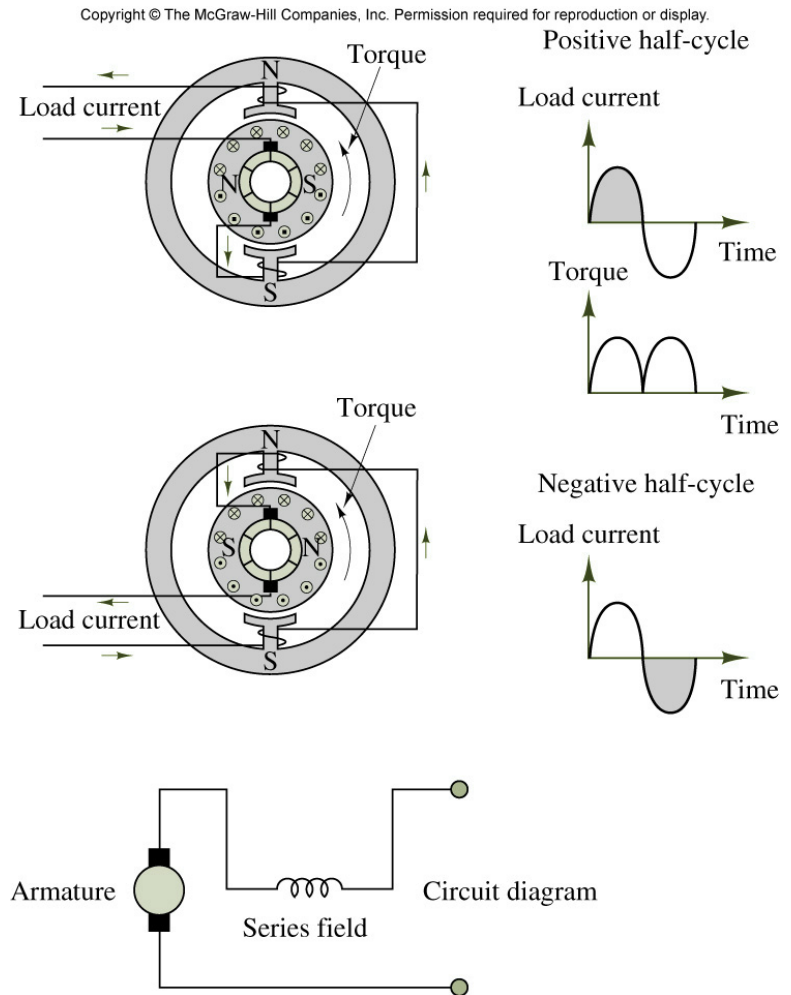 Copyright © The McGraw-Hill Companies, Inc. Permission required for reproduction or display.
Positive half-cycle
Torque
N
Load current
Load current
N
S
Time
S
Torque
Time
Torque
N
Negative half-cycle
Load current
S
N
Load current
S
Time
Armature
Circuit diagram
Series field